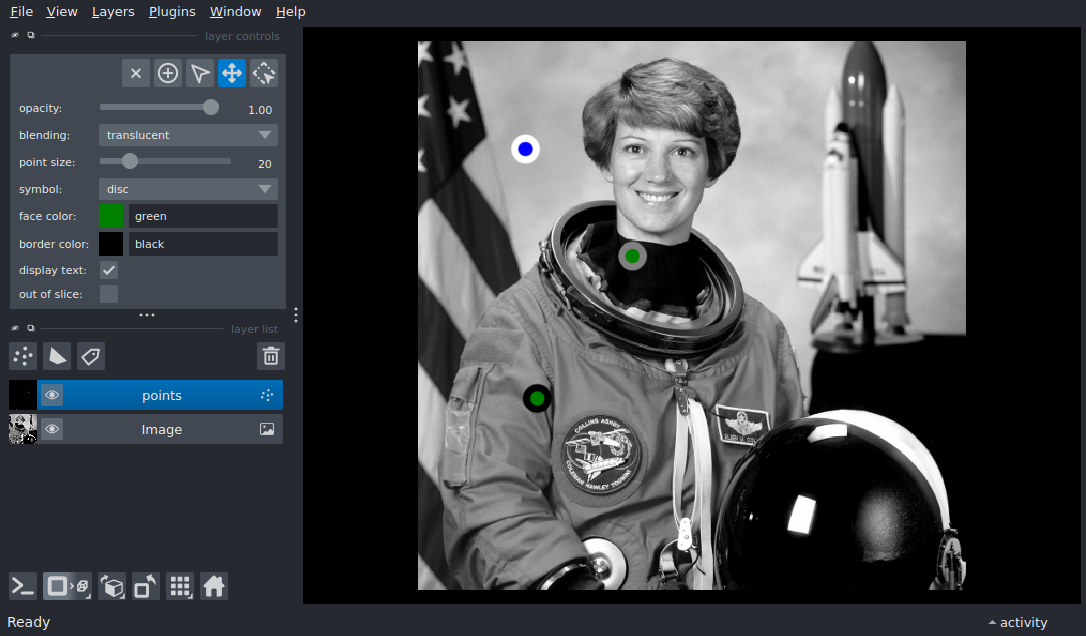 File View Layers Plugins Window Help
layer controls
opacity: 1.00
blending: translucent
point size: 20
symbol: disc
face color: green
border color: black
display text:
out of slice:
layer list
points
Image
COLLINS ASHBY
COLEMAN HAWLEY
Ready
activity